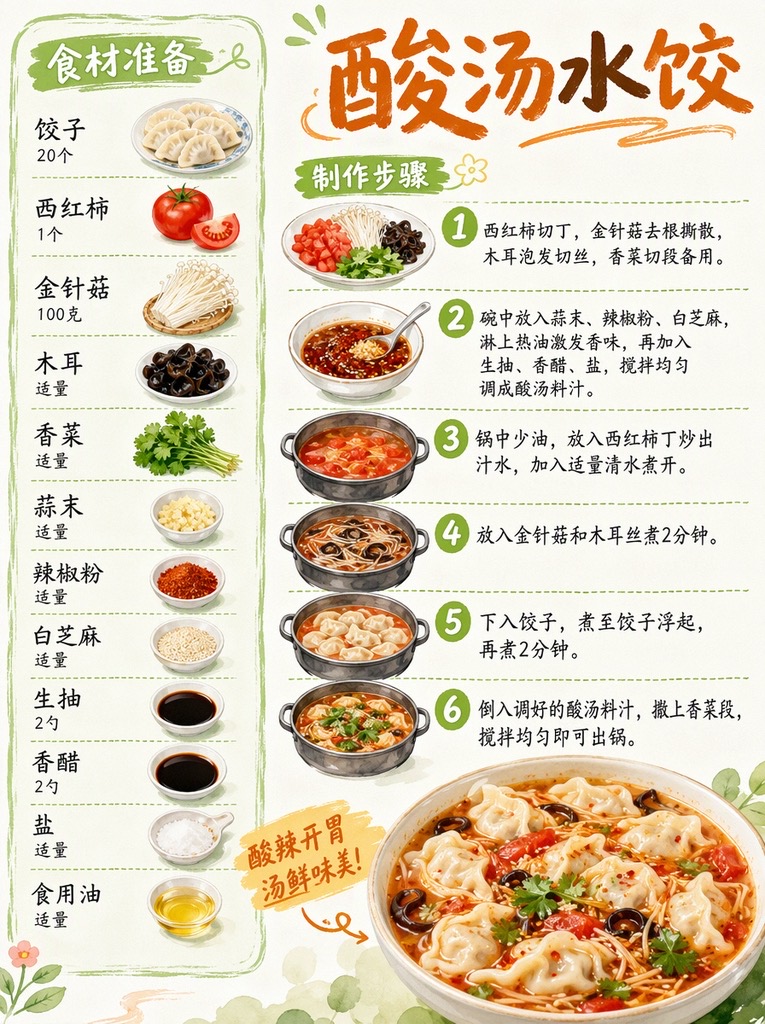 食材准备
饺子
20个
西红柿
1个
金针菇
100克
木耳
适量
香菜
适量
蒜末
适量
辣椒粉
适量
白芝麻
适量
生抽
2勺
香醋
2勺
盐
适量
食用油
适量
酸汤水饺
制作步骤
1 西红柿切丁，金针菇去根撕散，
木耳泡发切丝，香菜切段备用。
2 碗中放入蒜末、辣椒粉、白芝麻，
淋上热油激发香味，再加入
生抽、香醋、盐，搅拌均匀
调成酸汤料汁。
3 锅中少油，放入西红柿丁炒出
汁水，加入适量清水煮开。
4 放入金针菇和木耳丝煮2分钟。
5 下入饺子，煮至饺子浮起，
再煮2分钟。
6 倒入调好的酸汤料汁，撒上香菜段，
搅拌均匀即可出锅。
酸辣开胃
汤鲜味美！